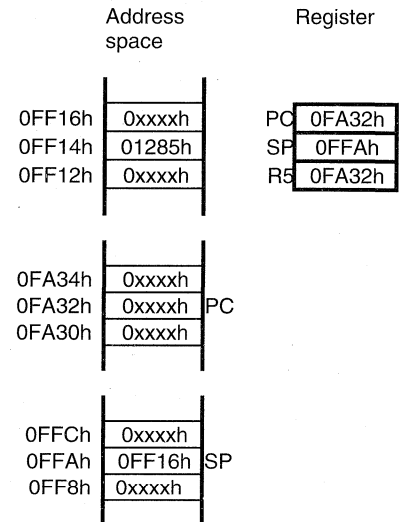 Address Register
space
0FF16h 0xxxxh PC 0FA32h
0FF14h 01285h SP 0FFAh
0FF12h 0xxxxh R5 0FA32h
0FA34h 0xxxxh
0FA32h 0xxxxh PC
0FA30h 0xxxxh
0FFCh 0xxxxh
0FFAh 0FF16h SP
0FF8h 0xxxxh